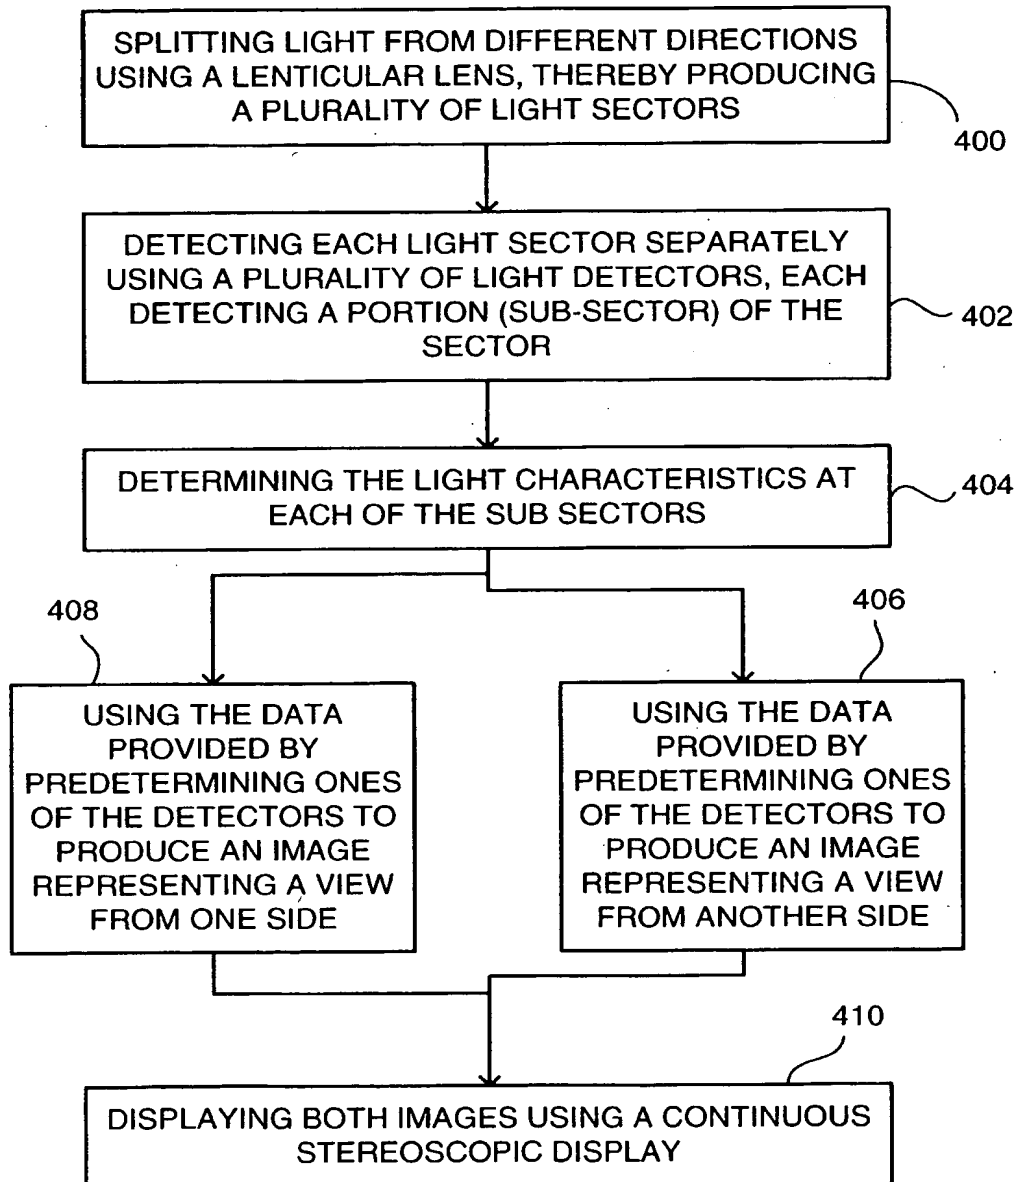 SPLITTING LIGHT FROM DIFFERENT DIRECTIONS
USING A LENTICULAR LENS, THEREBY PRODUCING
A PLURALITY OF LIGHT SECTORS
400
DETECTING EACH LIGHT SECTOR SEPARATELY
USING A PLURALITY OF LIGHT DETECTORS, EACH
DETECTING A PORTION (SUB-SECTOR) OF THE
SECTOR
402
DETERMINING THE LIGHT CHARACTERISTICS AT
EACH OF THE SUB SECTORS
404
408
USING THE DATA
PROVIDED BY
PREDETERMINING ONES
OF THE DETECTORS TO
PRODUCE AN IMAGE
REPRESENTING A VIEW
FROM ONE SIDE
406
USING THE DATA
PROVIDED BY
PREDETERMINING ONES
OF THE DETECTORS TO
PRODUCE AN IMAGE
REPRESENTING A VIEW
FROM ANOTHER SIDE
410
DISPLAYING BOTH IMAGES USING A CONTINUOUS
STEREOSCOPIC DISPLAY